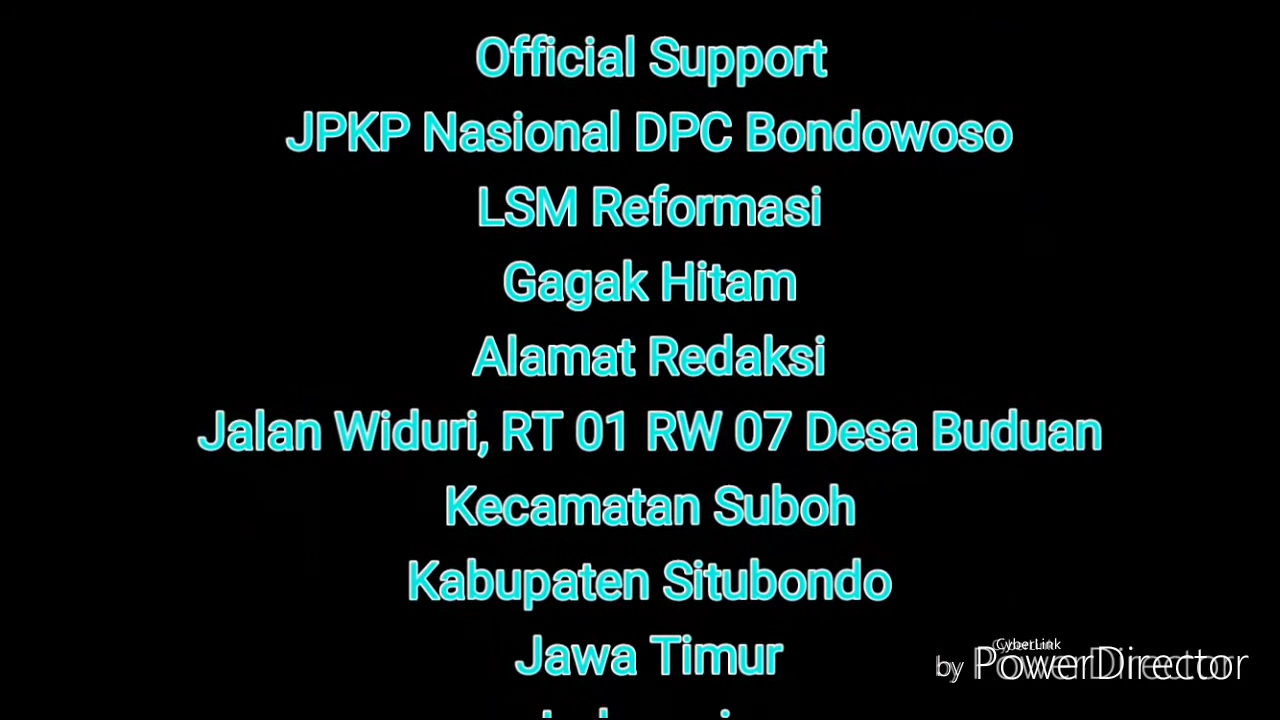 Official Support
JPKP Nasional DPC Bondowoso
LSM Reformasi
Gagak Hitam
Alamat Redaksi
Jalan Widuri, RT 01 RW 07 Desa Buduan
Kecamatan Suboh
Kabupaten Situbondo
Jawa Timur
CyberLink
by PowerDirector